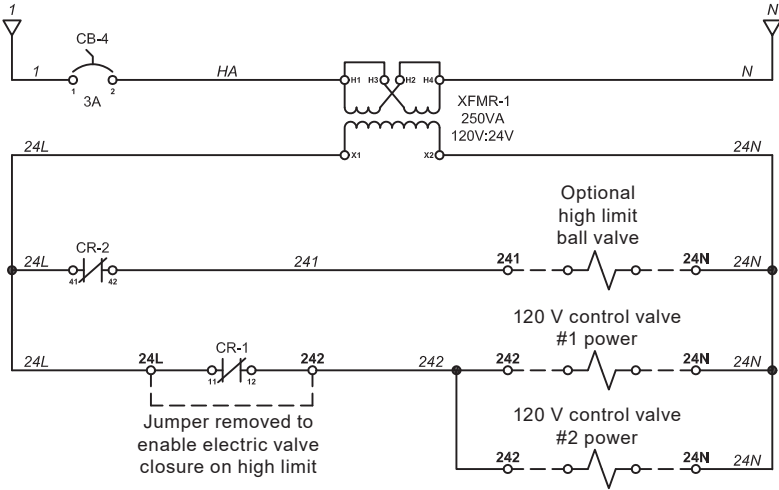 1 N
CB-4
1 HA H1 H3 H2 H4 N
1 2
3A
XFMR-1
250VA
120V:24V
24L X1 X2 24N
Optional
high limit
ball valve
24L CR-2 241 241 24N 24N
41 42
120 V control valve
#1 power
24L 24L CR-1 242 242 242 24N 24N
11 12
Jumper removed to
enable electric valve
closure on high limit
120 V control valve
#2 power
242 24N 24N